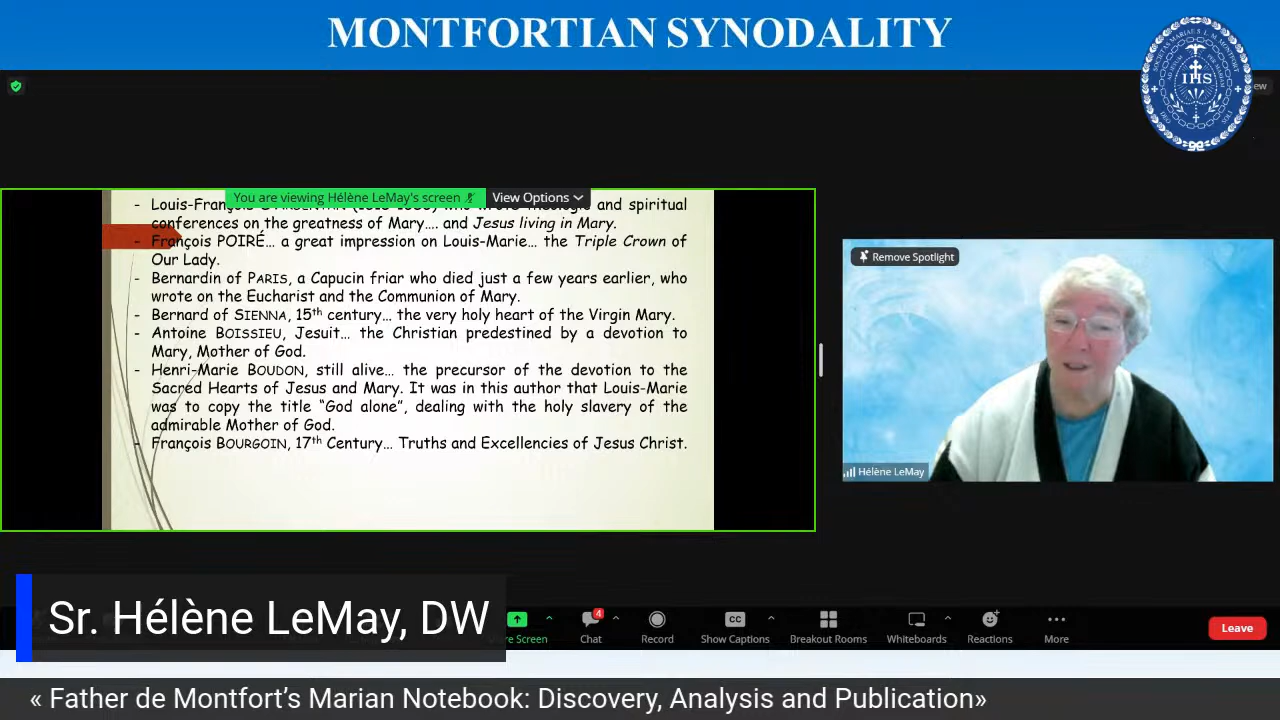 MONTFORTIAN SYNODALITY
IHS
ew
You are viewing Hélène LeMay's screen
View Options
Louis-François and spiritual
conferences on the greatness of Mary.... and Jesus living in Mary.
- François POIRÉ... a great impression on Louis-Marie... the Triple Crown of
Our Lady.
- Bernardin of PARIS, a Capucin friar who died just a few years earlier, who
wrote on the Eucharist and the Communion of Mary.
- Bernard of SIENNA, 15th century... the very holy heart of the Virgin Mary.
- Antoine BOISSIEU, Jesuit... the Christian predestined by a devotion to
Mary, Mother of God.
- Henri-Marie BOUDON, still alive... the precursor of the devotion to the
Sacred Hearts of Jesus and Mary. It was in this author that Louis-Marie
was to copy the title “God alone”, dealing with the holy slavery of the
admirable Mother of God.
- François BOURGOIN, 17th Century... Truths and Excellencies of Jesus Christ.
Remove Spotlight
Hélène LeMay
Sr. Hélène LeMay, DW
re Screen
Chat
4
Record
CC
Show Captions
Breakout Rooms
Whiteboards
Reactions
More
Leave
« Father de Montfort’s Marian Notebook: Discovery, Analysis and Publication»